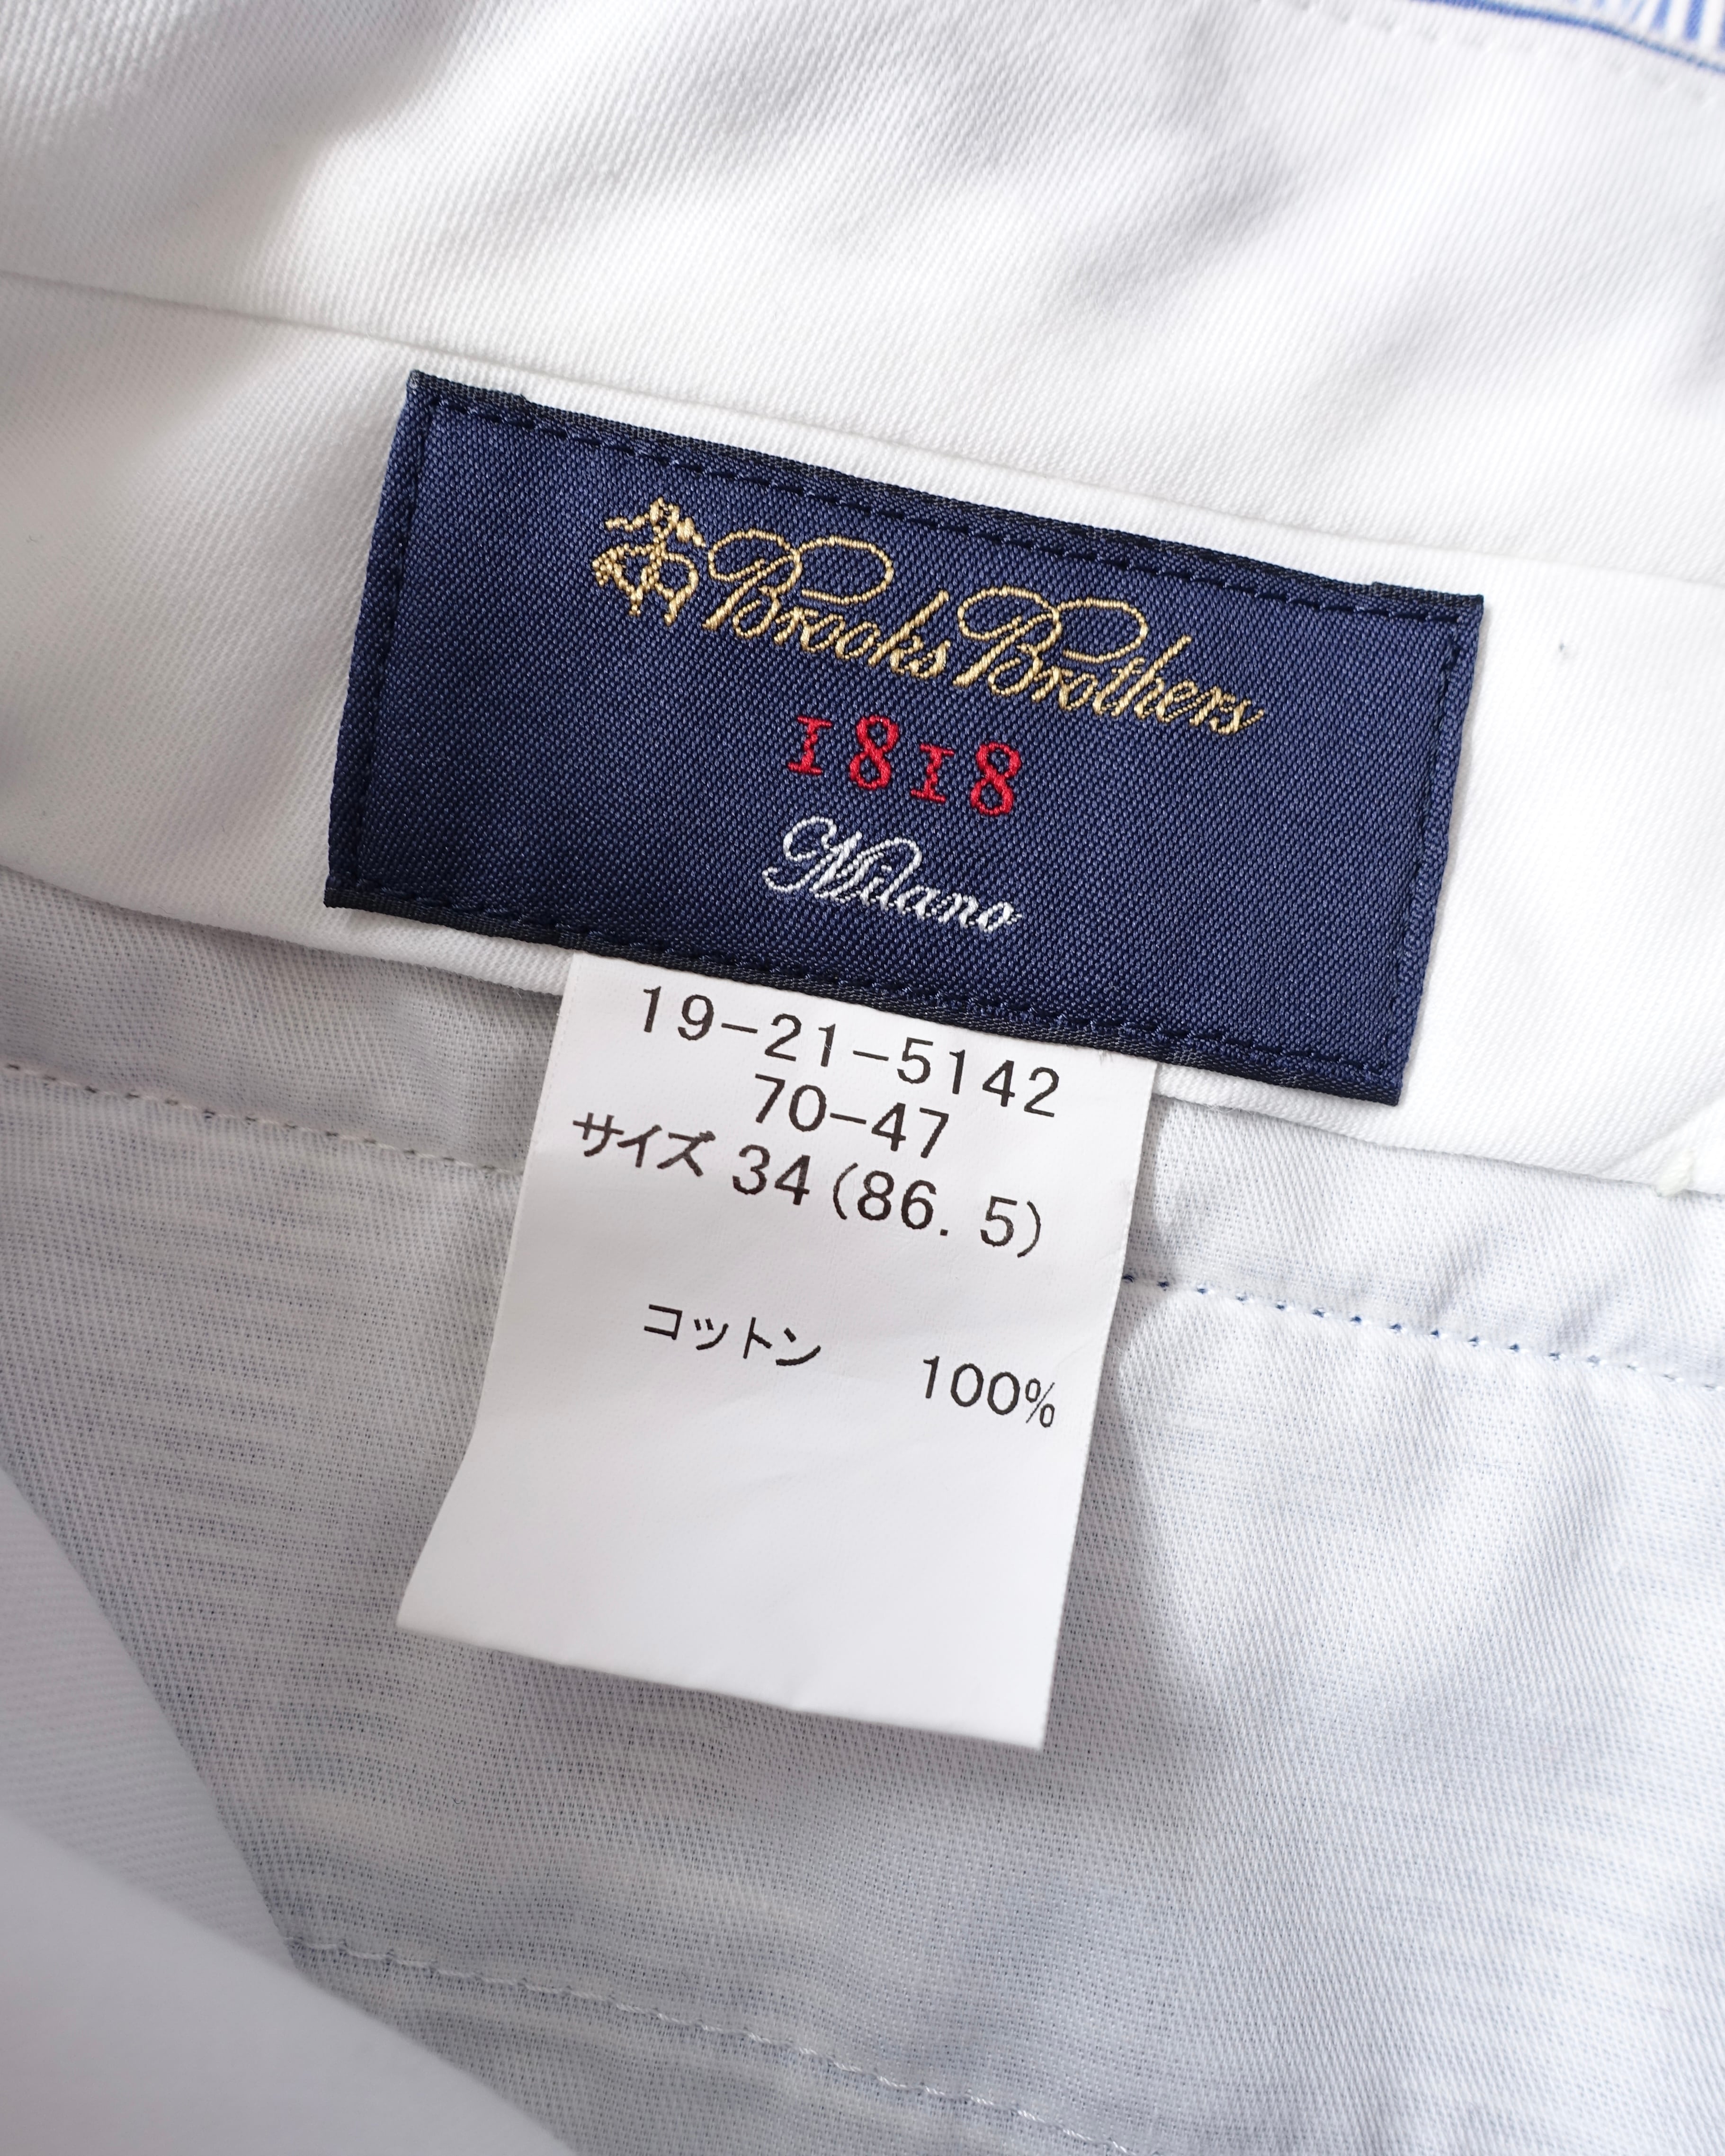 Brooks Brothers
1818
Milano
19-21-5142
70-47
サイズ 34(86.5)
コットン 100%